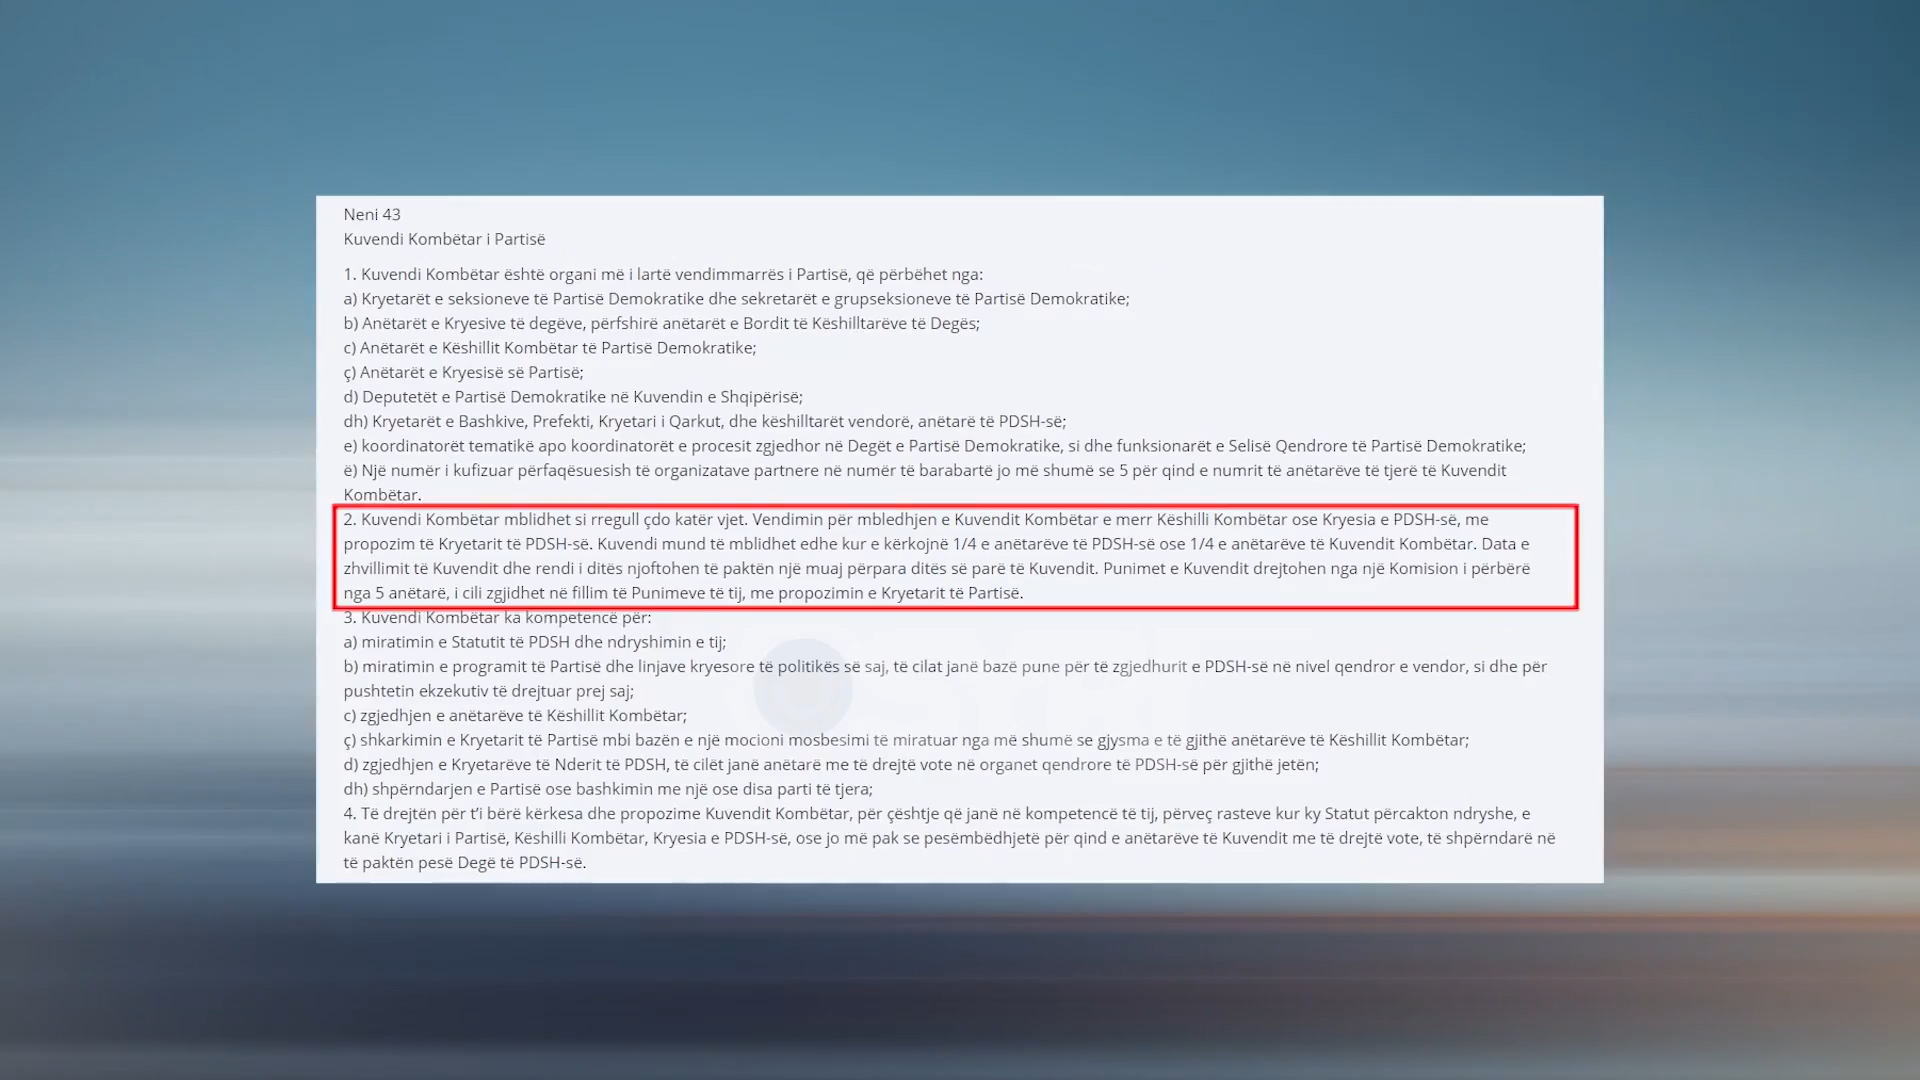 Neni 43
Kuvendi Kombëtar i Partisë
1. Kuvendi Kombëtar është organi më i lartë vendimmarrës i Partisë, që përbëhet nga:
a) Kryetarët e seksioneve të Partisë Demokratike dhe sekretarët e grupseksioneve të Partisë Demokratike;
b) Anëtarët e Kryesive të degëve, përfshirë anëtarët e Bordit të Këshilltarëve të Degës;
c) Anëtarët e Këshillit Kombëtar të Partisë Demokratike;
ç) Anëtarët e Kryesisë së Partisë;
d) Deputetët e Partisë Demokratike në Kuvendin e Shqipërisë;
dh) Kryetarët e Bashkive, Prefekti, Kryetari i Qarkut, dhe këshilltarët vendorë, anëtarë të PDSH-së;
e) koordinatorët tematikë apo koordinatorët e procesit zgjedhor në Degët e Partisë Demokratike, si dhe funksionarët e Selisë Qendrore të Partisë Demokratike;
ë) Një numër i kufizuar përfaqësuesish të organizatave partnere në numër të barabartë jo më shumë se 5 për qind e numrit të anëtarëve të tjerë të Kuvendit
Kombëtar.
2. Kuvendi Kombëtar mblidhet si rregull çdo katër vjet. Vendimin për mbledhjen e Kuvendit Kombëtar e merr Këshilli Kombëtar ose Kryesia e PDSH-së, me
propozim të Kryetarit të PDSH-së. Kuvendi mund të mblidhet edhe kur e kërkojnë 1/4 e anëtarëve të PDSH-së ose 1/4 e anëtarëve të Kuvendit Kombëtar. Data e
zhvillimit të Kuvendit dhe rendi i ditës njoftohen të paktën një muaj përpara ditës së parë të Kuvendit. Punimet e Kuvendit drejtohen nga një Komision i përbërë
nga 5 anëtarë, i cili zgjidhet në fillim të Punimeve të tij, me propozimin e Kryetarit të Partisë.
3. Kuvendi Kombëtar ka kompetencë për:
a) miratimin e Statutit të PDSH dhe ndryshimin e tij;
b) miratimin e programit të Partisë dhe linjave kryesore të politikës së saj, të cilat janë bazë pune për të zgjedhurit e PDSH-së në nivel qendror e vendor, si dhe për
pushtetin ekzekutiv të drejtuar prej saj;
c) zgjedhjen e anëtarëve të Këshillit Kombëtar;
ç) shkarkimin e Kryetarit të Partisë mbi bazën e një mocioni mosbesimi të miratuar nga më shumë se gjysma e të gjithë anëtarëve të Këshillit Kombëtar;
d) zgjedhjen e Kryetarëve të Nderit të PDSH, të cilët janë anëtarë me të drejtë vote në organet qendrore të PDSH-së për gjithë jetën;
dh) shpërndarjen e Partisë ose bashkimin me një ose disa parti të tjera;
4. Të drejtën për t’i bërë kërkesa dhe propozime Kuvendit Kombëtar, për çështje që janë në kompetencë të tij, përveç rasteve kur ky Statut përcakton ndryshe, e
kanë Kryetari i Partisë, Këshilli Kombëtar, Kryesia e PDSH-së, ose jo më pak se pesëmbëdhjetë për qind e anëtarëve të Kuvendit me të drejtë vote, të shpërndarë në
të paktën pesë Degë të PDSH-së.